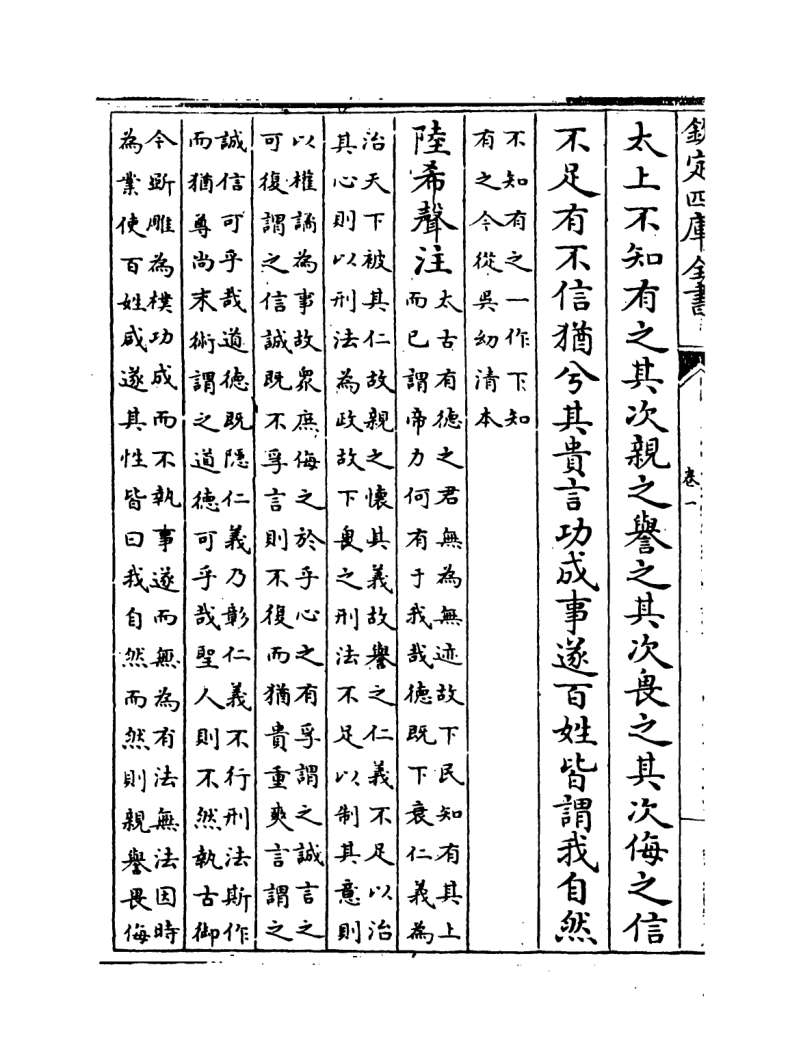 欽定四庫全書
卷一
太上不知有之其次親之譽之其次畏之其次侮之信
不足有不信猶兮其貴言功成事遂百姓皆謂我自然
不知有之一作下知
有之今從吳幼清本
陸希聲注
太古有德之君無為無迹故下民知有其上
而已謂帝力何有于我哉德既下衰仁義為
治天下被其仁故親之懷其義故譽之仁義不足以治
其心則以刑法為政故下畏之刑法不足以制其意則
以權譎為事故眾庶侮之於乎心之有孚謂之誠言之
可復謂之信誠既不孚言則不復而猶貴重爽言謂之
誠信可乎哉道德既隱仁義乃彰仁義不行刑法斯作
而猶尊尚末術謂之道德可乎哉聖人則不然執古御
今斲雕為樸功成而不執事遂而無為有法無法因時
為業使百姓咸遂其性皆曰我自然而然則親譽畏侮